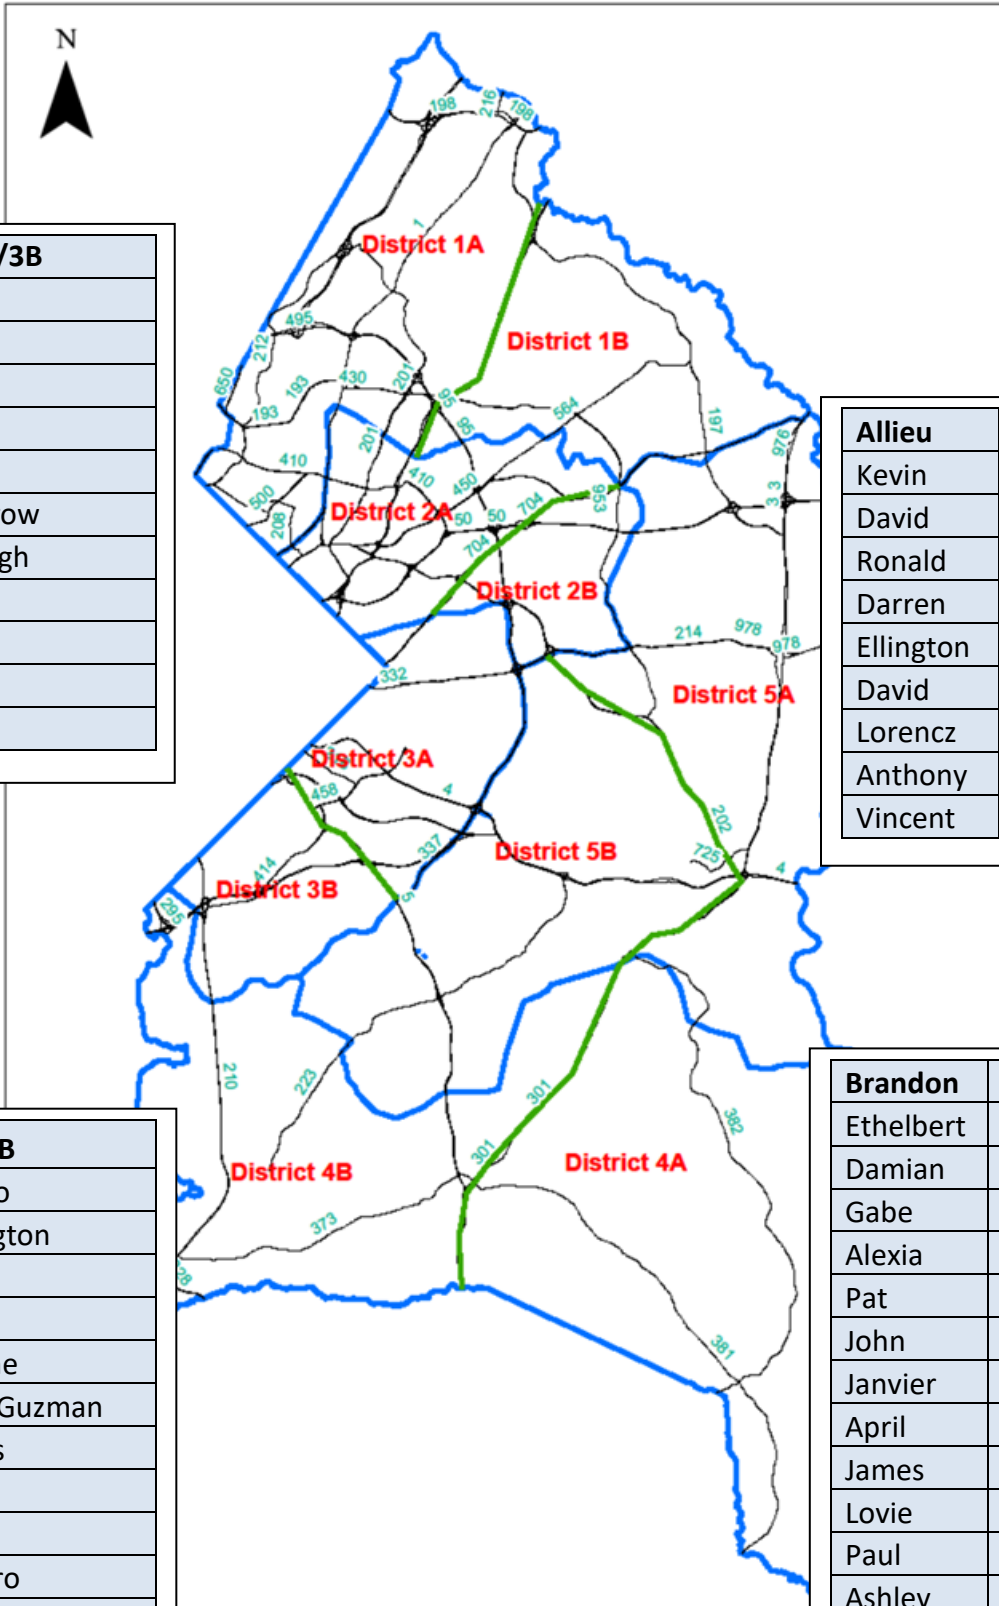 N
198
216
198
1
District 1A
/3B
495
212
District 1B
650
193
193
430
201
95
95
564
197
976
201
410
410
450
500
208
District 2A
50
50
704
704
953
3
3
ow
gh
District 2B
214
978
978
332
District 5A
Allieu
Kevin
David
Ronald
Darren
Ellington
David
Lorencz
Anthony
Vincent
District 3A
458
4
337
202
725
4
District 5B
414
District 3B
295
5
210
223
301
301
382
District 4B
District 4A
373
381
28
B
o
gton
e
Guzman
s
ro
Brandon
Ethelbert
Damian
Gabe
Alexia
Pat
John
Janvier
April
James
Lovie
Paul
Ashley